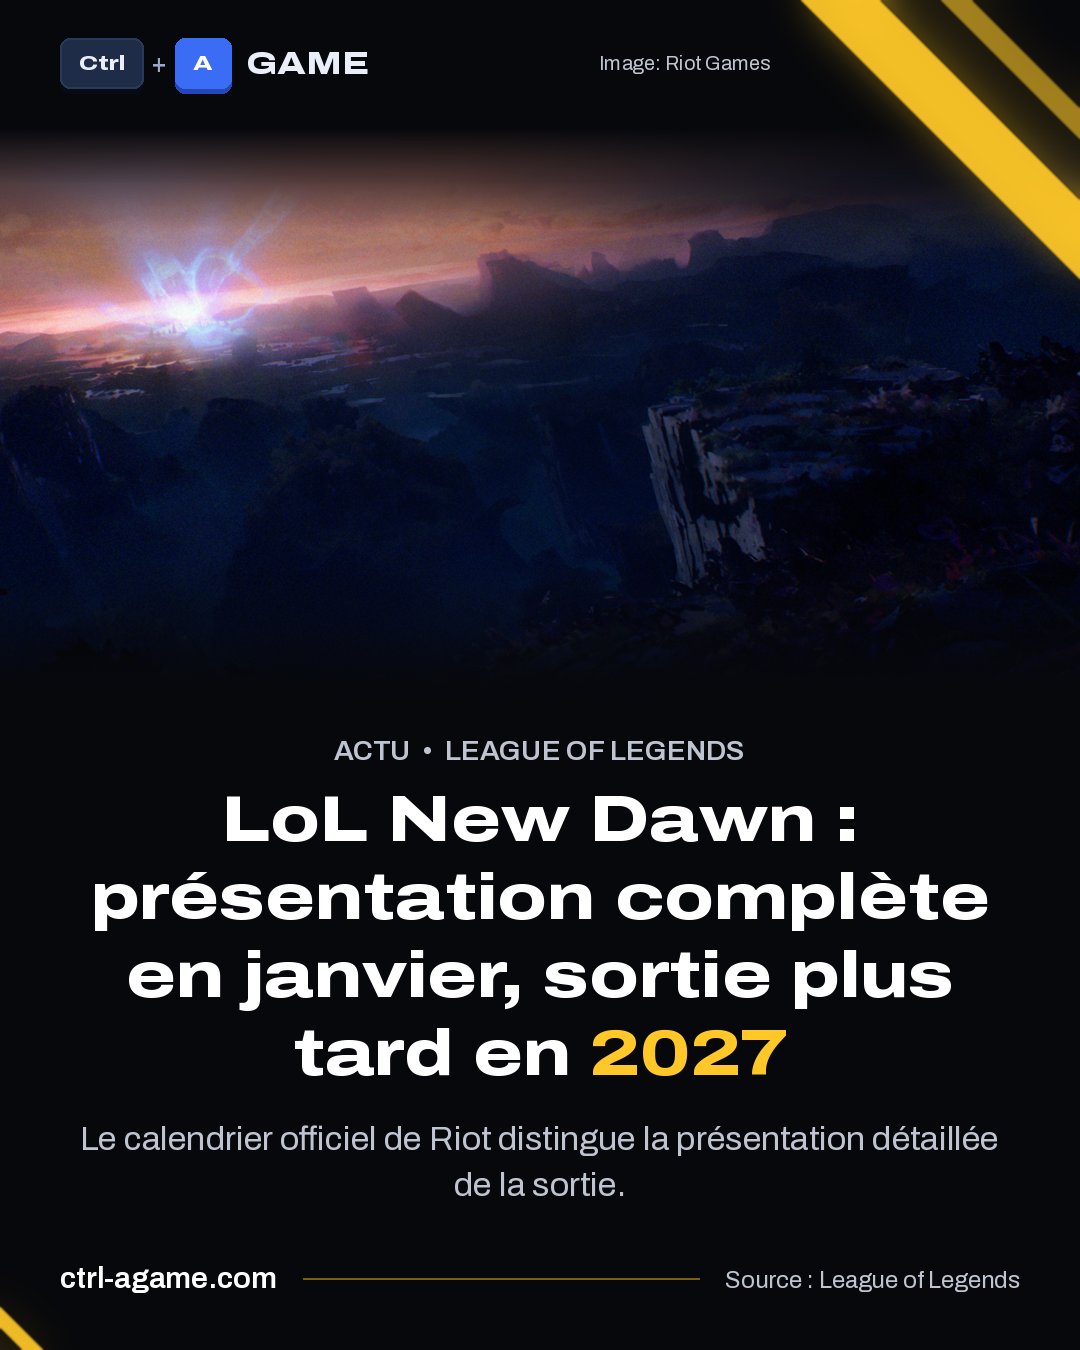 Ctrl + A GAME
Image: Riot Games
ACTU • LEAGUE OF LEGENDS
LoL New Dawn :
présentation complète
en janvier, sortie plus
tard en 2027
Le calendrier officiel de Riot distingue la présentation détaillée
de la sortie.
ctrl-agame.com
Source : League of Legends